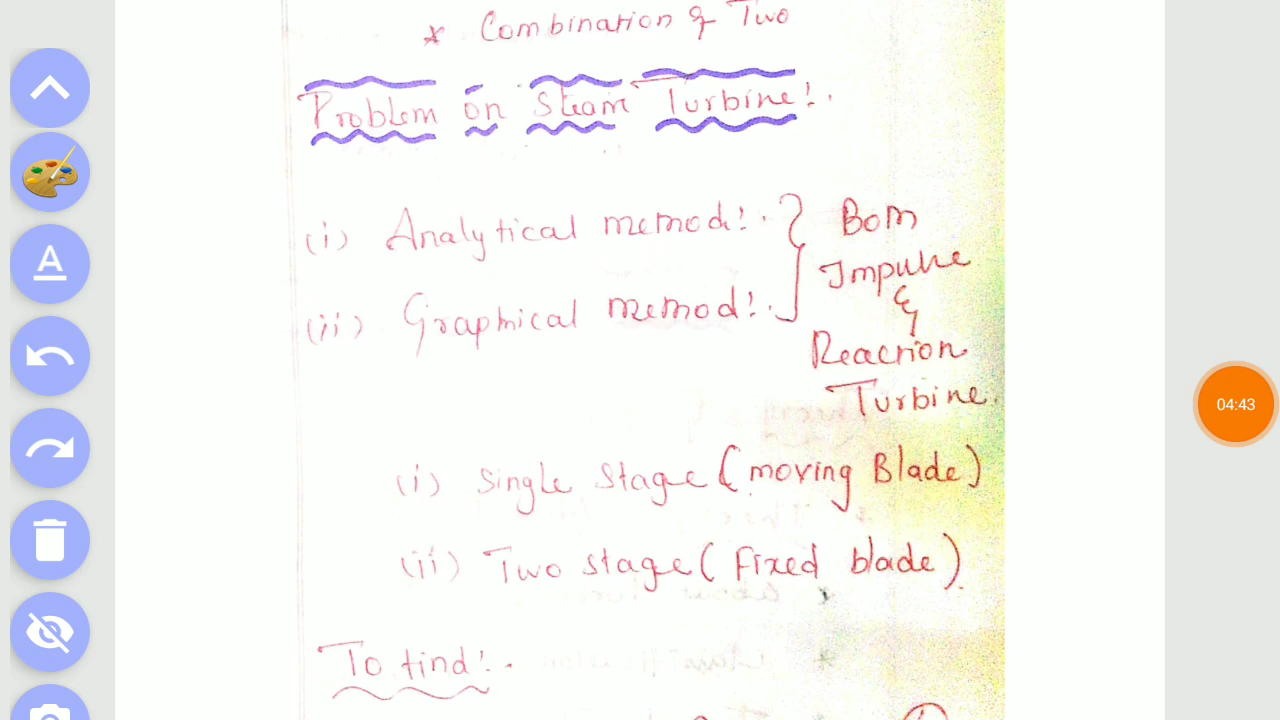 * Combination of Two
Problem on Steam Turbine:.
(i) Analytical method:.
(ii) Graphical method:.
Both
Impulse
&
Reaction
Turbine.
(i) Single Stage (moving Blade)
(ii) Two stage (Fixed blade).
To find:.
A
04:43